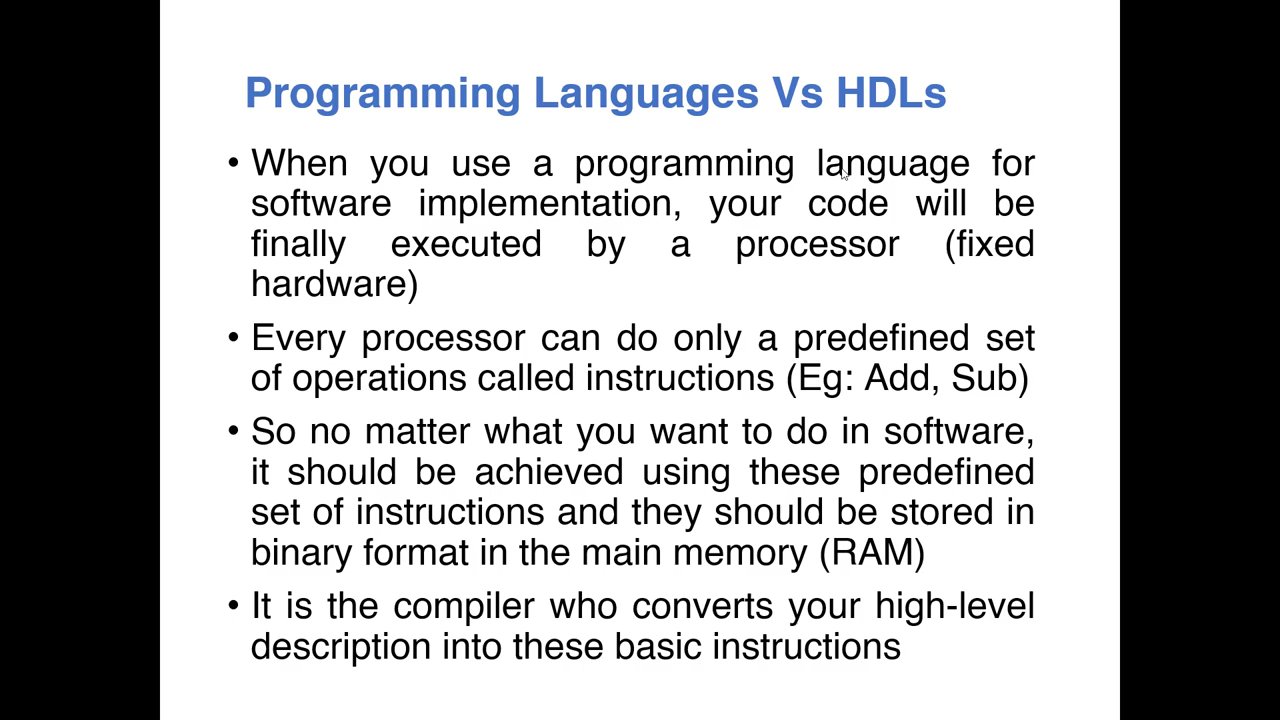 Programming Languages Vs HDLs
• When you use a programming language for
software implementation, your code will be
finally executed by a processor (fixed
hardware)
• Every processor can do only a predefined set
of operations called instructions (Eg: Add, Sub)
• So no matter what you want to do in software,
it should be achieved using these predefined
set of instructions and they should be stored in
binary format in the main memory (RAM)
• It is the compiler who converts your high-level
description into these basic instructions